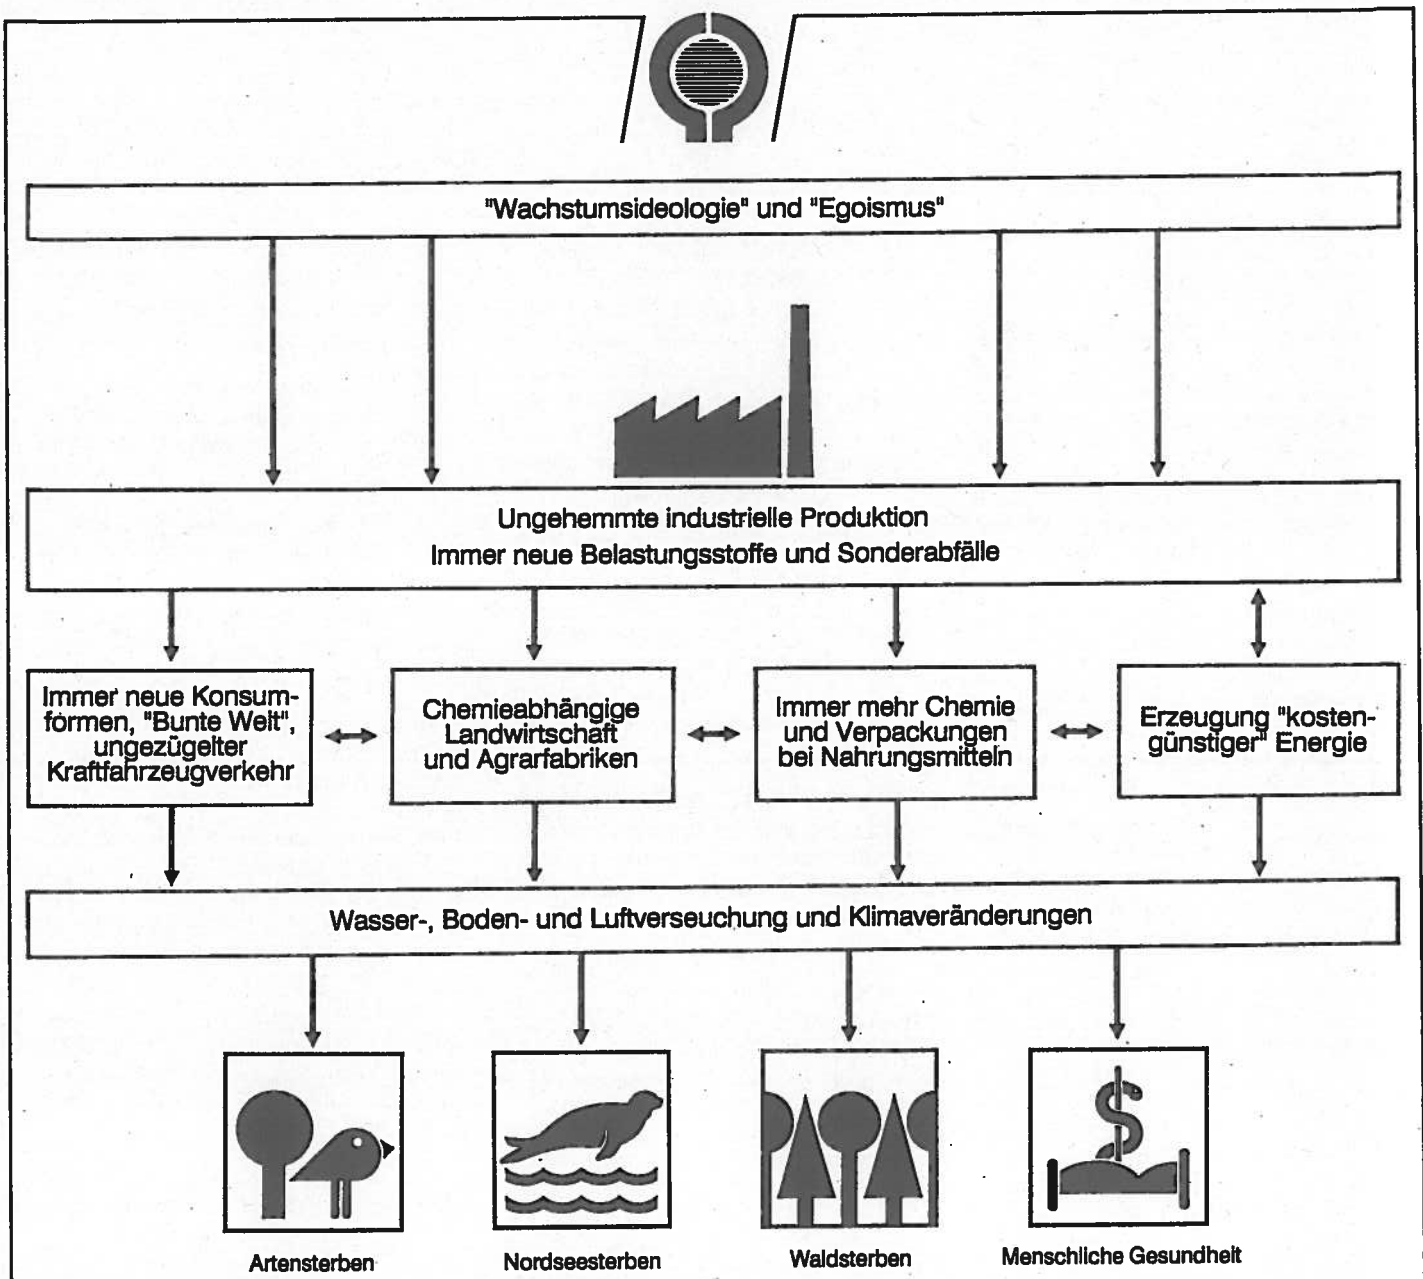 "Wachstumsideologie" und "Egoismus"
Ungehemmte industrielle Produktion
Immer neue Belastungsstoffe und Sonderabfälle
Immer neue Konsum-
formen, "Bunte Welt",
ungezügelter
Kraftfahrzeugverkehr
Chemieabhängige
Landwirtschaft
und Agrarfabriken
Immer mehr Chemie
und Verpackungen
bei Nahrungsmitteln
Erzeugung "kosten-
günstiger" Energie
Wasser-, Boden- und Luftverseuchung und Klimaveränderungen
Artensterben
Nordseesterben
Waldsterben
Menschliche Gesundheit